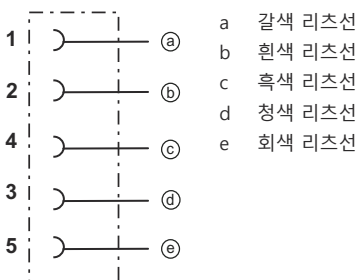 1 ⓐ
2 ⓑ
4 ⓒ
3 ⓓ
5 ⓔ
a 갈색 리츠선
b 흰색 리츠선
c 흑색 리츠선
d 청색 리츠선
e 회색 리츠선